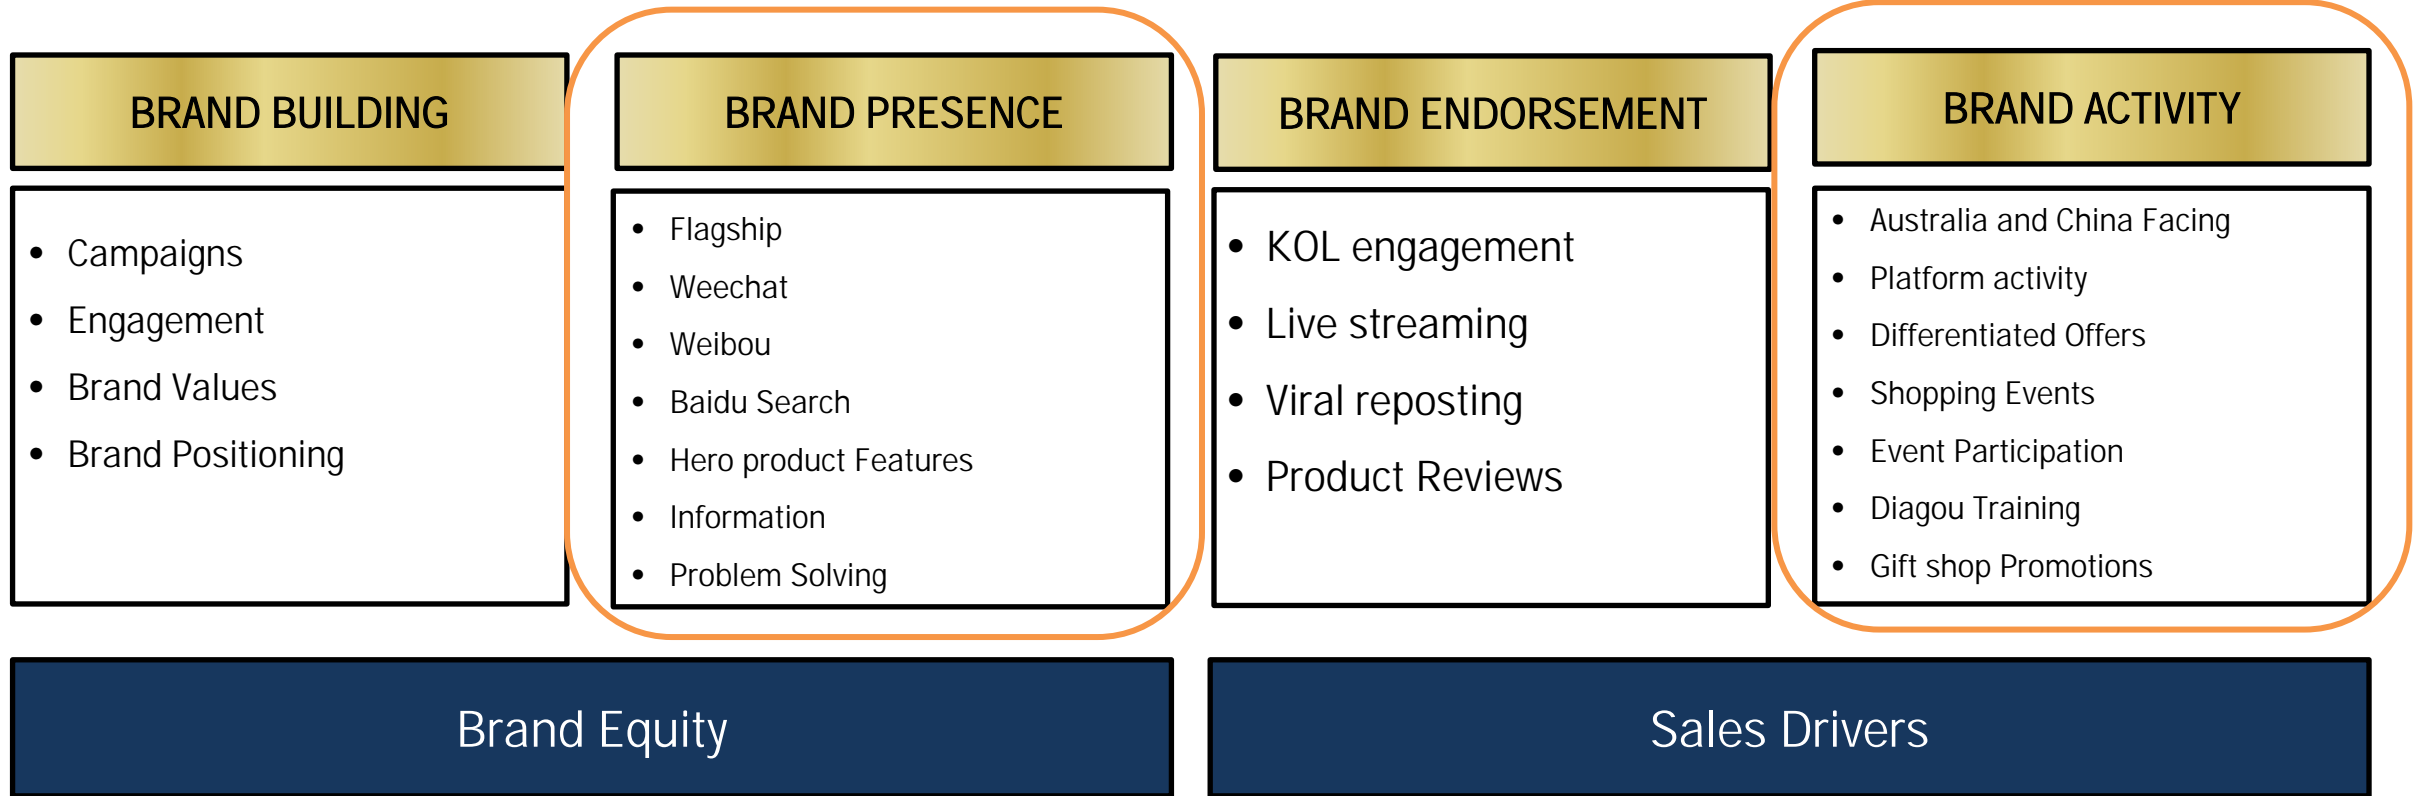 BRAND BUILDING
• Campaigns
• Engagement
• Brand Values
• Brand Positioning
BRAND PRESENCE
• Flagship
• Weechat
• Weibou
• Baidu Search
• Hero product Features
• Information
• Problem Solving
BRAND ENDORSEMENT
• KOL engagement
• Live streaming
• Viral reposting
• Product Reviews
BRAND ACTIVITY
• Australia and China Facing
• Platform activity
• Differentiated Offers
• Shopping Events
• Event Participation
• Diagou Training
• Gift shop Promotions
Brand Equity
Sales Drivers